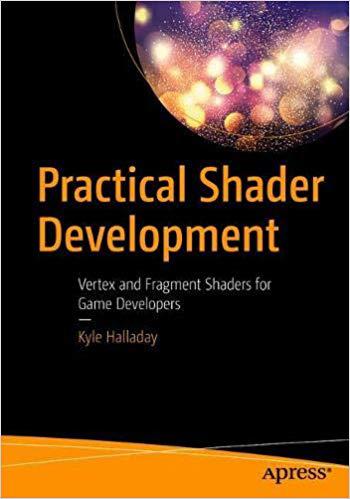 Practical Shader
Development
Vertex and Fragment Shaders for
Game Developers
—
Kyle Halladay
Apress®